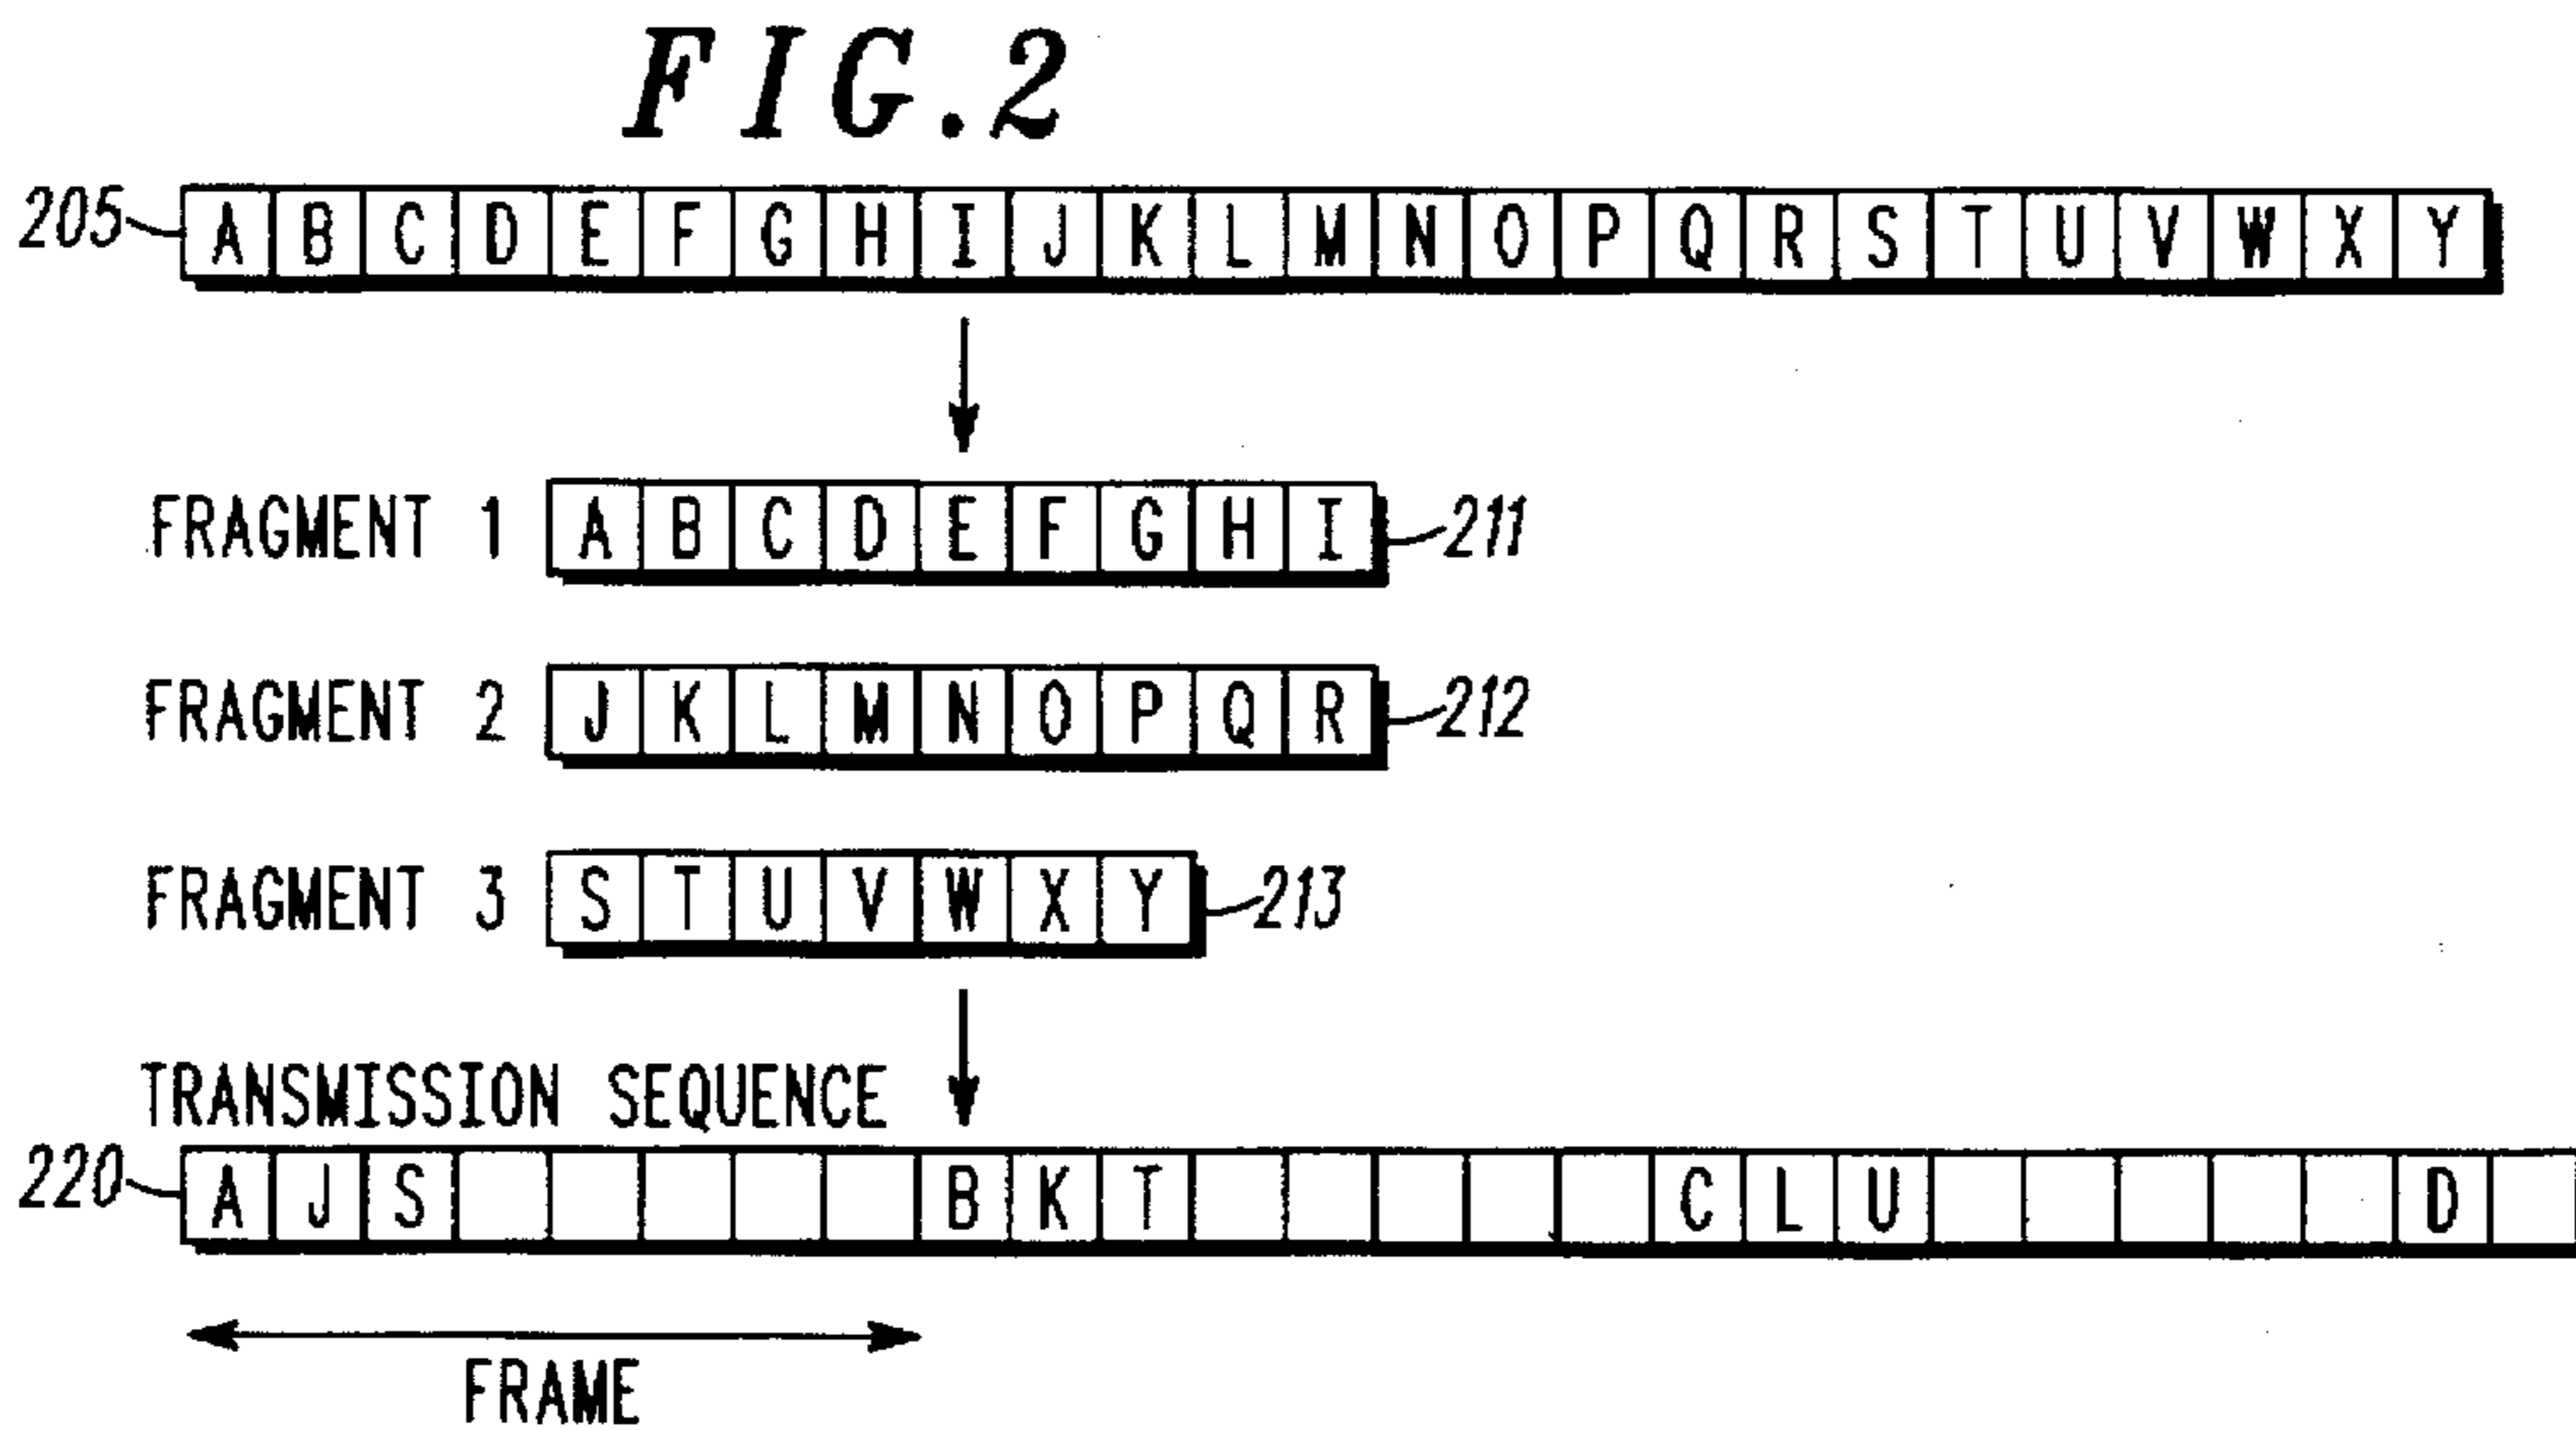 FIG.2
205 A B C D E F G H I J K L M N O P Q R S T U V W X Y
FRAGMENT 1 A B C D E F G H I 211
FRAGMENT 2 J K L M N O P Q R 212
FRAGMENT 3 S T U V W X Y 213
TRANSMISSION SEQUENCE
220 A J S B K T C L U D
FRAME